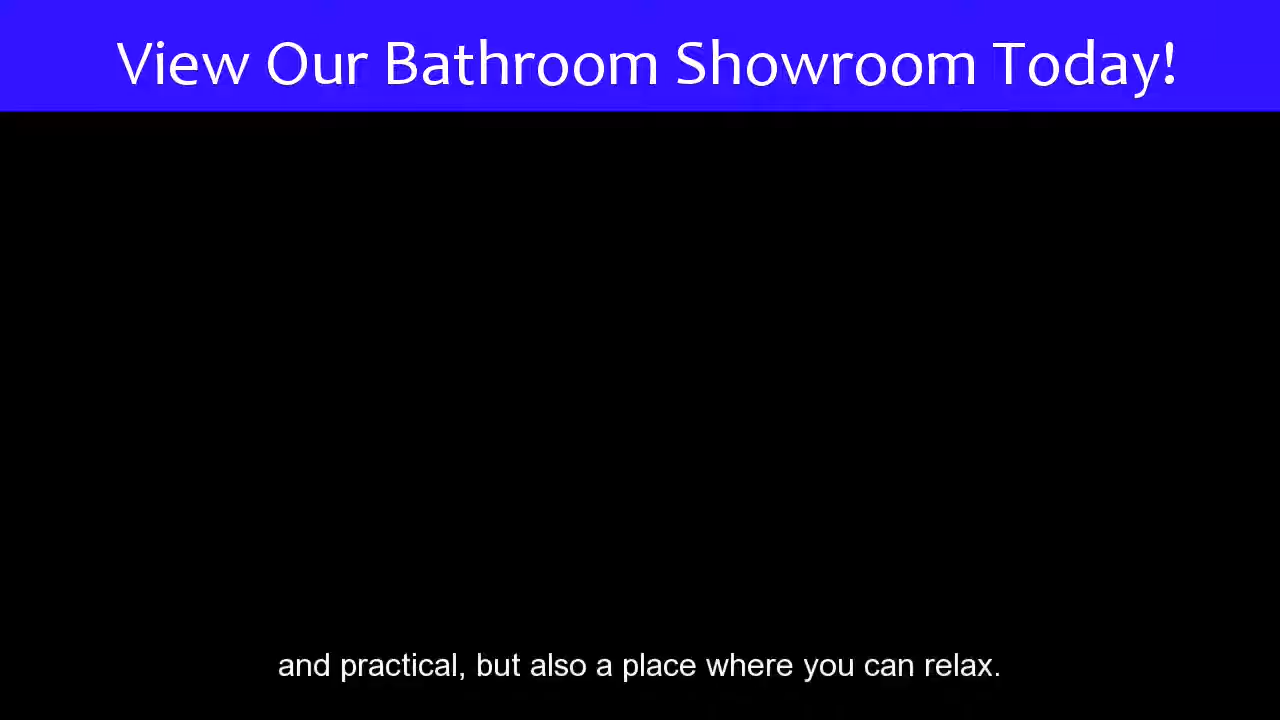 View Our Bathroom Showroom Today!
and practical, but also a place where you can relax.